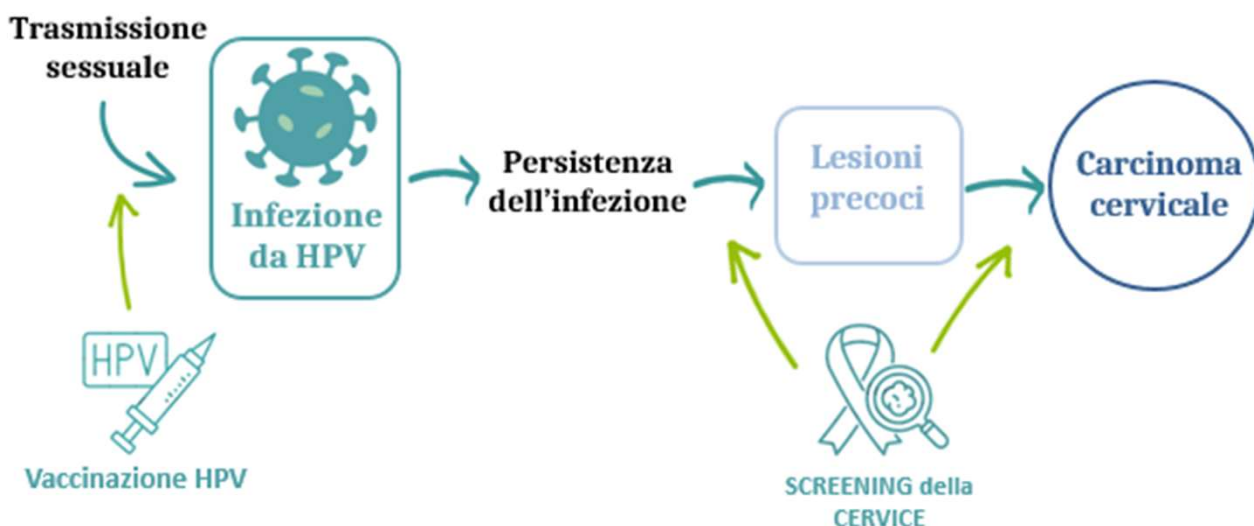 Trasmissione
sessuale
Infezione
da HPV
Persistenza
dell’infezione
Lesioni
precoci
Carcinoma
cervicale
HPV
Vaccinazione HPV
SCREENING della
CERVICE